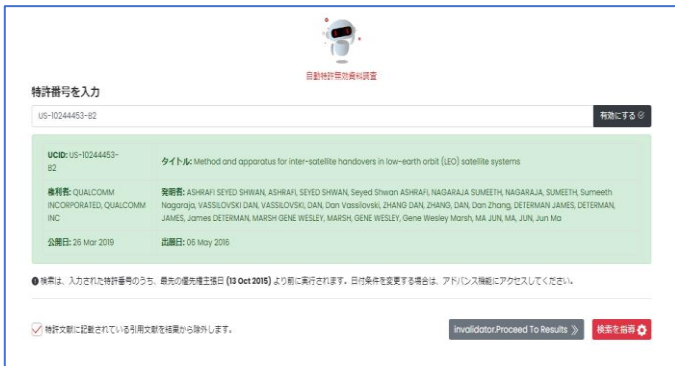 自動特許無効資料調査
特許番号を入力
US-10244453-B2
有効にする
UCID: US-10244453-
B2
タイトル: Method and apparatus for inter-satellite handovers in low-earth orbit (LEO) satellite systems
権利者: QUALCOMM
INCORPORATED, QUALCOMM
INC
発明者: ASHRAFI SEYED SHWAN, ASHRAFI, SEYED SHWAN, Seyed Shwan ASHRAFI, NAGARAJA SUMEETH, NAGARAJA, SUMEETH, Sumeeth
Nagaraja, VASSILOVSKI DAN, VASSILOVSKI, DAN, Dan Vassilovski, ZHANG DAN, ZHANG, DAN, Dan Zhang, DETERMAN JAMES, DETERMAN,
JAMES, James DETERMAN, MARSH GENE WESLEY, MARSH, GENE WESLEY, Gene Wesley Marsh, MA JUN, MA, JUN, Jun Ma
公開日: 26 Mar 2019
出願日: 06 May 2016
検索は、入力された特許番号のうち、最先の優先権主張日 (13 Oct 2015) より前に実行されます。日付条件を変更する場合は、アドバンス機能にアクセスしてください。
特許文献に記載されている引用文献を結果から除外します。
invalidator.Proceed To Results
検索を指導